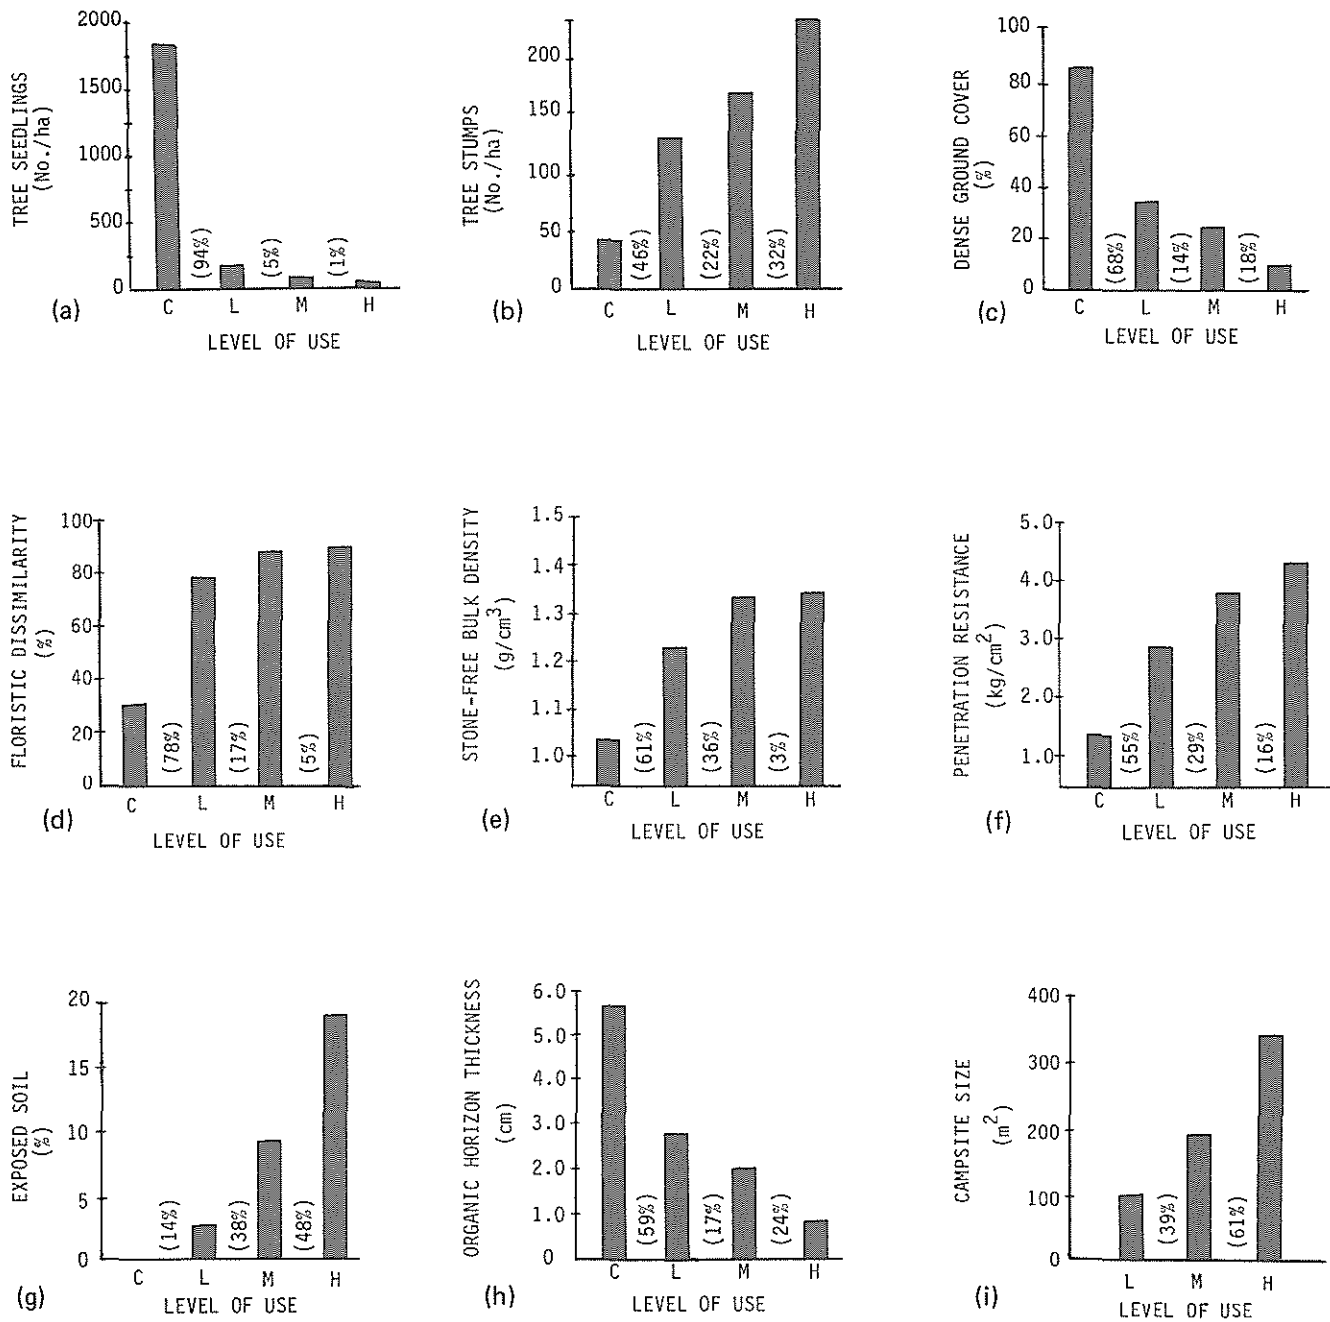 TREE SEEDLINGS
(No./ha)
2000
1500
1000
500
0
(94%)
(5%)
(1%)
C L M H
(a)
LEVEL OF USE
TREE STUMPS
(No./ha)
200
150
100
50
0
(46%)
(22%)
(32%)
C L M H
(b)
LEVEL OF USE
DENSE GROUND COVER
(%)
100
80
60
40
20
0
(68%)
(14%)
(18%)
C L M H
(c)
LEVEL OF USE
FLORISTIC DISSIMILARITY
(%)
100
80
60
40
20
0
(78%)
(17%)
(5%)
C L M H
(d)
LEVEL OF USE
STONE-FREE BULK DENSITY
(g/cm3)
1.5
1.4
1.3
1.2
1.1
1.0
(61%)
(36%)
(3%)
C L M H
(e)
LEVEL OF USE
PENETRATION RESISTANCE
(kg/cm2)
5.0
4.0
3.0
2.0
1.0
(55%)
(29%)
(16%)
C L M H
(f)
LEVEL OF USE
EXPOSED SOIL
(%)
20
15
10
5
0
(14%)
(38%)
(48%)
C L M H
(g)
LEVEL OF USE
ORGANIC HORIZON THICKNESS
(cm)
6.0
5.0
4.0
3.0
2.0
1.0
0
(59%)
(17%)
(24%)
C L M H
(h)
LEVEL OF USE
CAMPSITE SIZE
(m2)
400
300
200
100
0
(39%)
(61%)
L M H
(i)
LEVEL OF USE